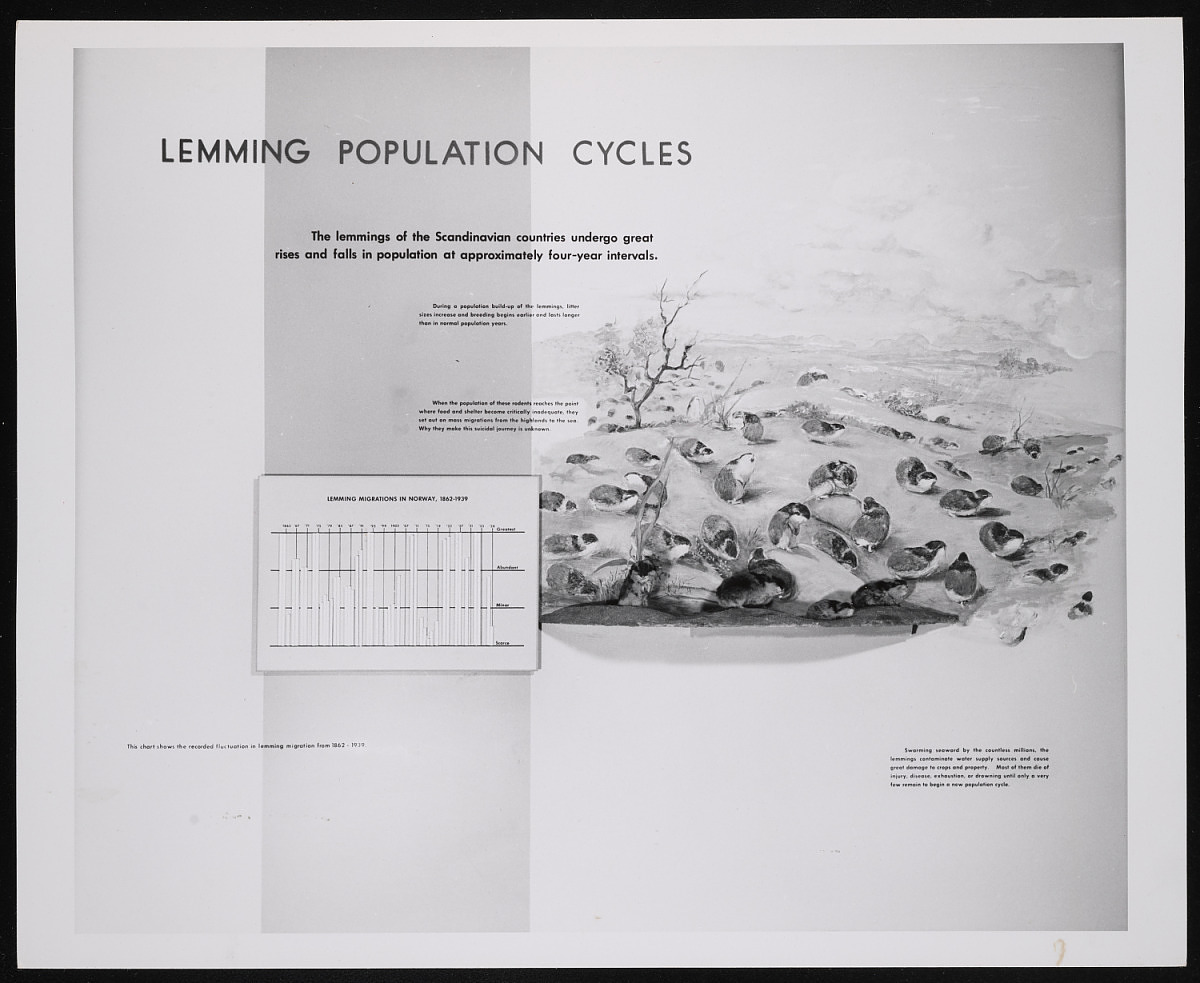 LEMMING POPULATION CYCLES
The lemmings of the Scandinavian countries undergo great
rises and falls in population at approximately four-year intervals.
During a population build-up of the lemmings, litter
sizes increase and breeding begins earlier and lasts longer
than in normal population years.
When the population of these rodents reaches the point
where food and shelter become critically inadequate, they
set out on mass migrations from the highlands to the sea.
Why they make this suicidal journey is unknown.
LEMMING MIGRATIONS IN NORWAY, 1862-1939
Greatest
Abundant
Minor
Scarce
This chart shows the recorded fluctuation in lemming migration from 1862 - 1939
Swarming seaward by the countless millions, the
lemmings contaminate water supply sources and cause
great damage to crops and property. Most of them die of
injury, disease, exhaustion, or drowning until only a very
few remain to begin a new population cycle.